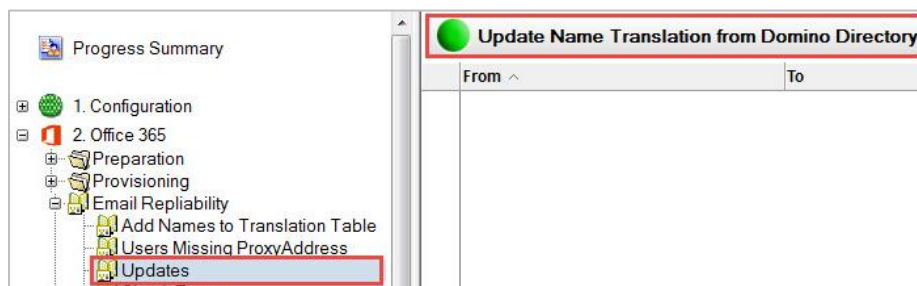 Progress Summary
1. Configuration
2. Office 365
Preparation
Provisioning
Email Repliability
Add Names to Translation Table
Users Missing ProxyAddress
Updates
Update Name Translation from Domino Directory
From To